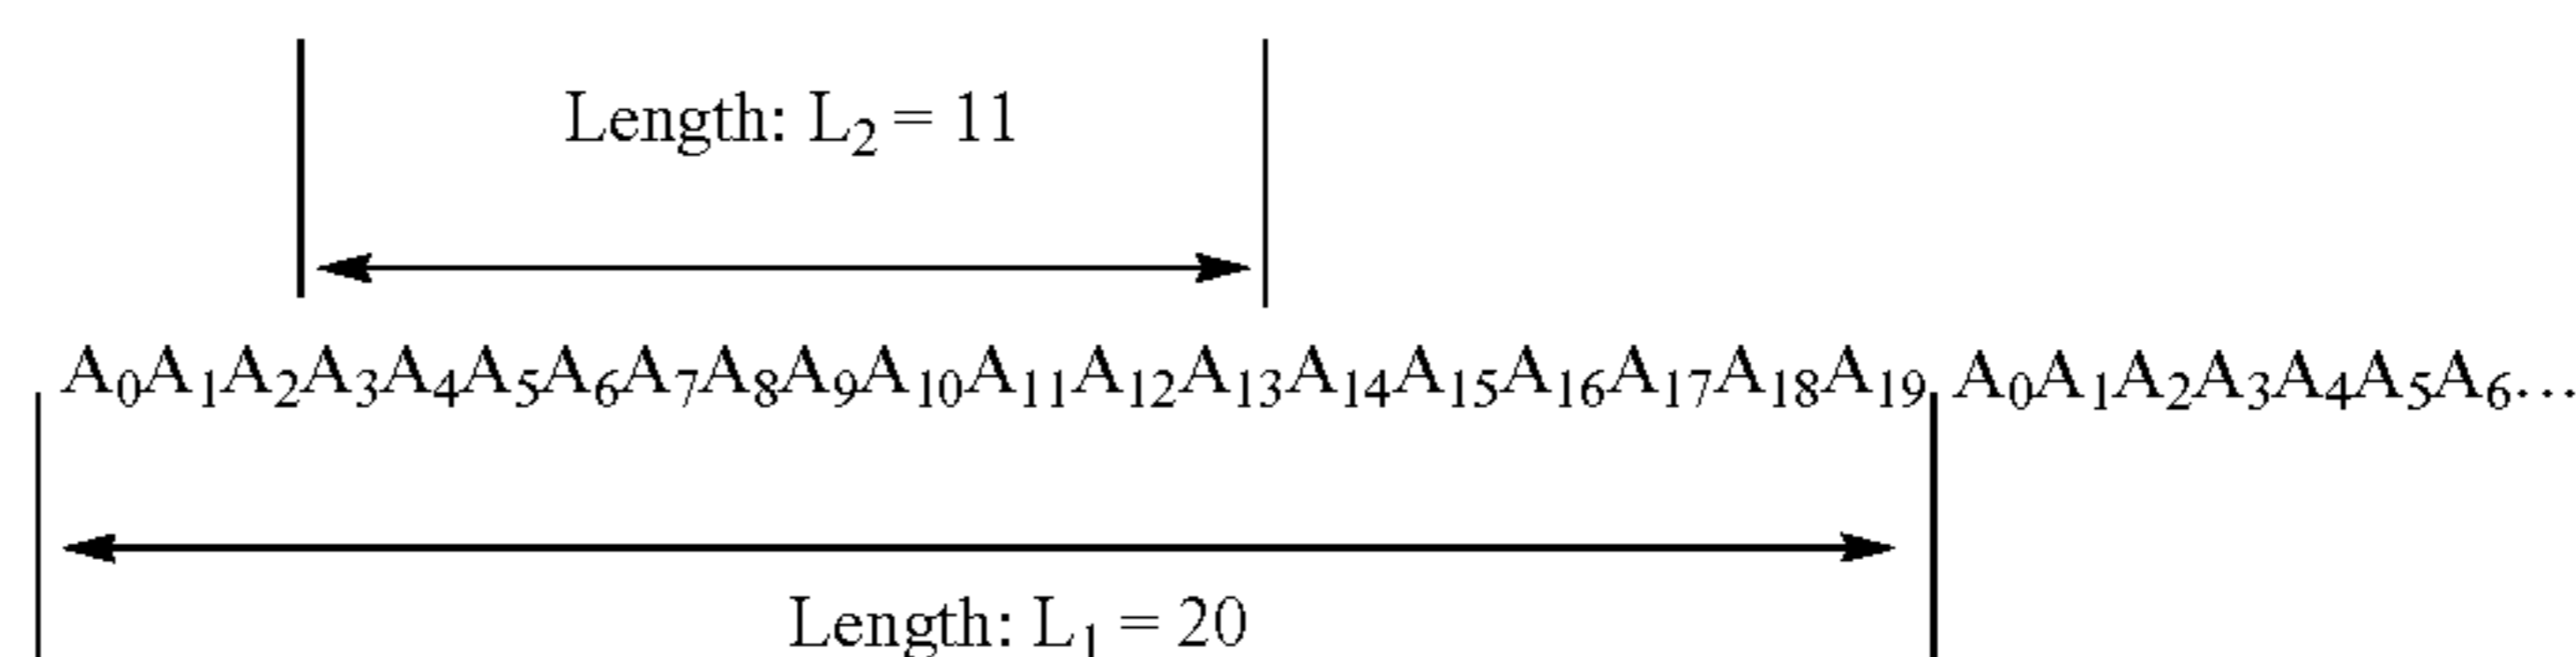 Length: L₂ = 11
A₀A₁A₂A₃A₄A₅A₆A₇A₈A₉A₁₀A₁₁A₁₂A₁₃A₁₄A₁₅A₁₆A₁₇A₁₈A₁₉ A₀A₁A₂A₃A₄A₅A₆...
Length: L₁ = 20